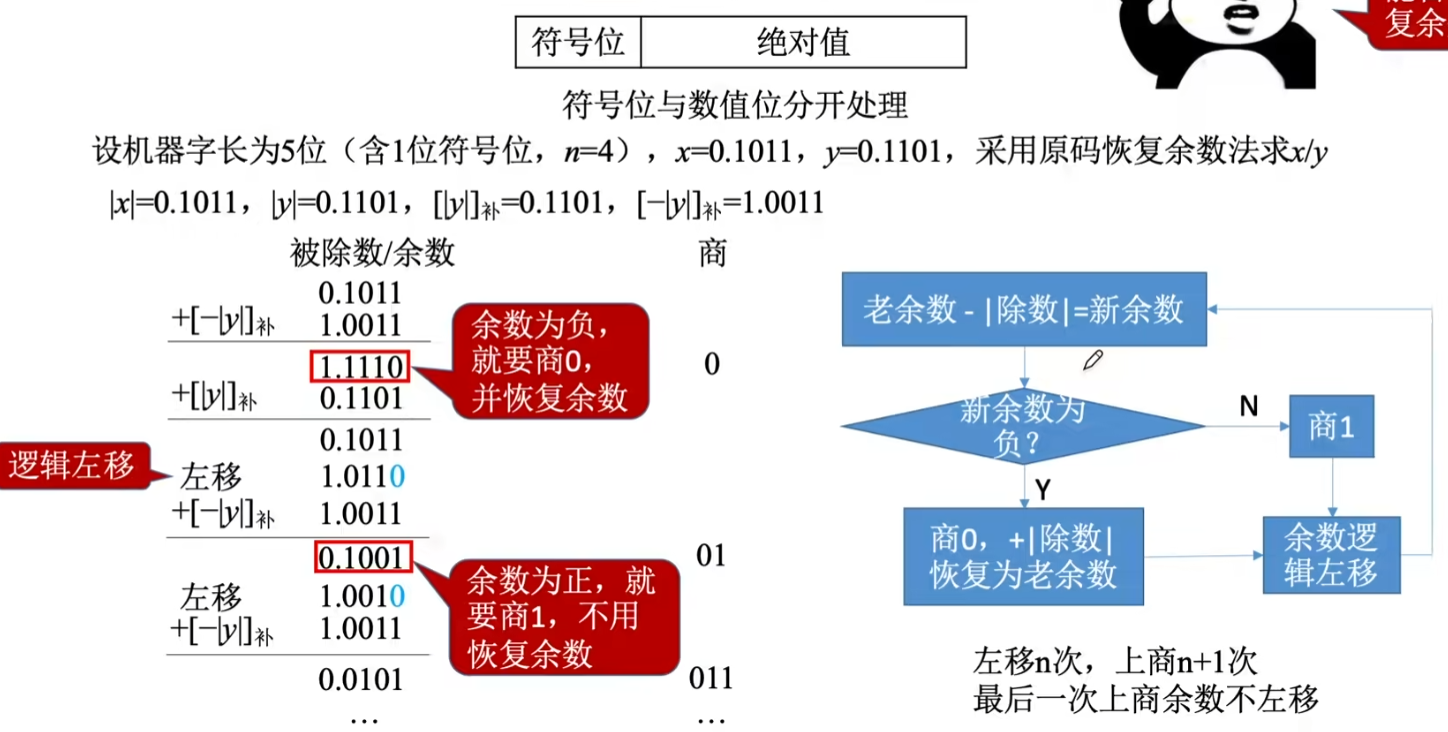 符号位 绝对值
复余
符号位与数值位分开处理
设机器字长为5位（含1位符号位，n=4），x=0.1011，y=0.1101，采用原码恢复余数法求x/y
|x|=0.1011，|y|=0.1101，[|y|]补=0.1101，[−|y|]补=1.0011
被除数/余数 商
0.1011
+[−|y|]补 1.0011
1.1110 0
+[|y|]补 0.1101
0.1011
左移 1.0110
+[−|y|]补 1.0011
0.1001 01
左移 1.0010
+[−|y|]补 1.0011
0.0101 011
… …
余数为负，
就要商0，
并恢复余数
逻辑左移
余数为正，就
要商1，不用
恢复余数
老余数 - |除数|=新余数
新余数为
负？
N
商1
Y
商0，+|除数|
恢复为老余数
余数逻
辑左移
左移n次，上商n+1次
最后一次上商余数不左移